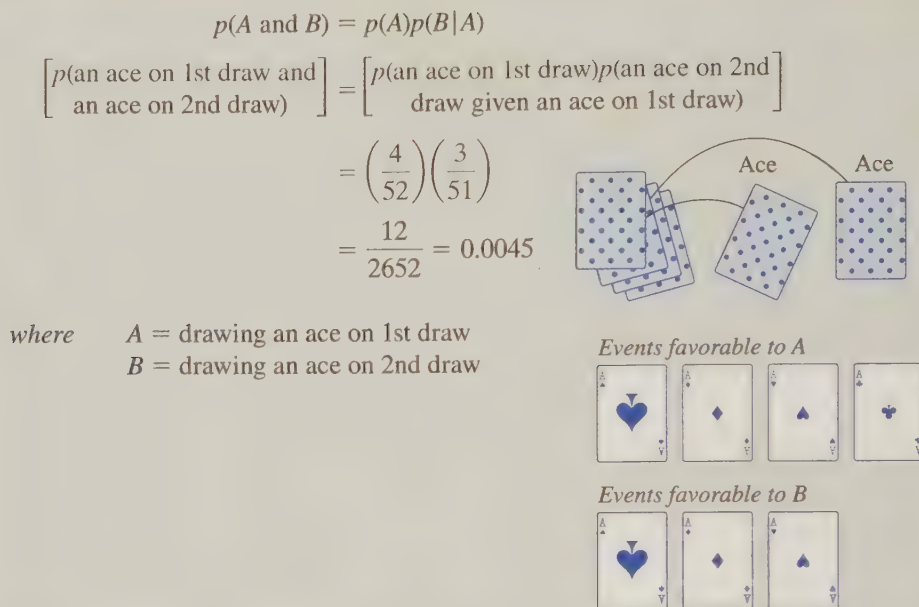 p(A and B) = p(A)p(B|A)
[p(an ace on 1st draw and an ace on 2nd draw)] = [p(an ace on 1st draw)p(an ace on 2nd draw given an ace on 1st draw)]
= (4/52)(3/51)
= 12/2652 = 0.0045
Ace Ace
where A = drawing an ace on 1st draw
B = drawing an ace on 2nd draw
Events favorable to A
A A A A
A A A A
Events favorable to B
A A A
A A A